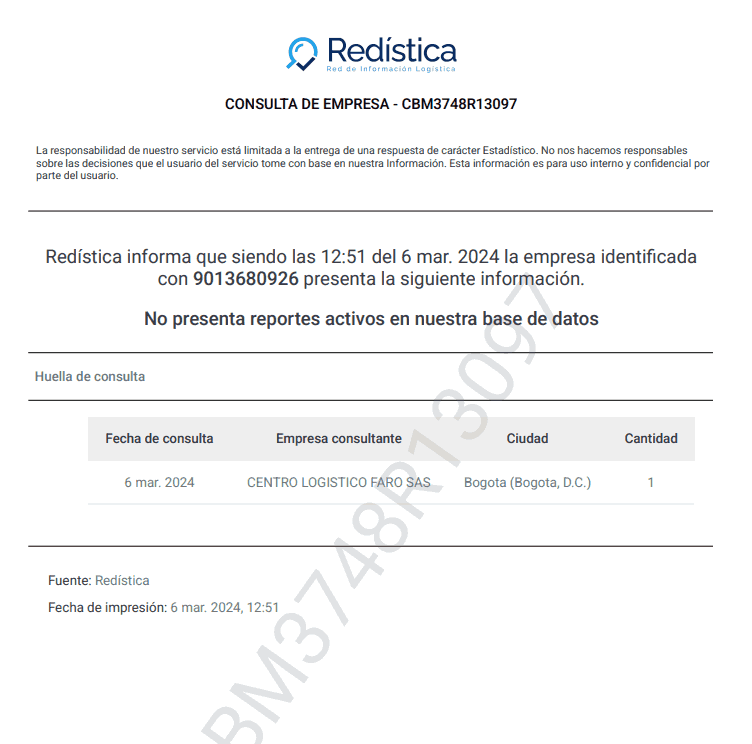 Redística
Red de Información Logística
CONSULTA DE EMPRESA - CBM3748R13097
La responsabilidad de nuestro servicio está limitada a la entrega de una respuesta de carácter Estadístico. No nos hacemos responsables
sobre las decisiones que el usuario del servicio tome con base en nuestra Información. Esta información es para uso interno y confidencial por
parte del usuario.
Redística informa que siendo las 12:51 del 6 mar. 2024 la empresa identificada
con 9013680926 presenta la siguiente información.
No presenta reportes activos en nuestra base de datos
Huella de consulta
Fecha de consulta Empresa consultante Ciudad Cantidad
6 mar. 2024 CENTRO LOGISTICO FARO SAS Bogota (Bogota, D.C.) 1
Fuente: Redística
Fecha de impresión: 6 mar. 2024, 12:51
BM3748R13097